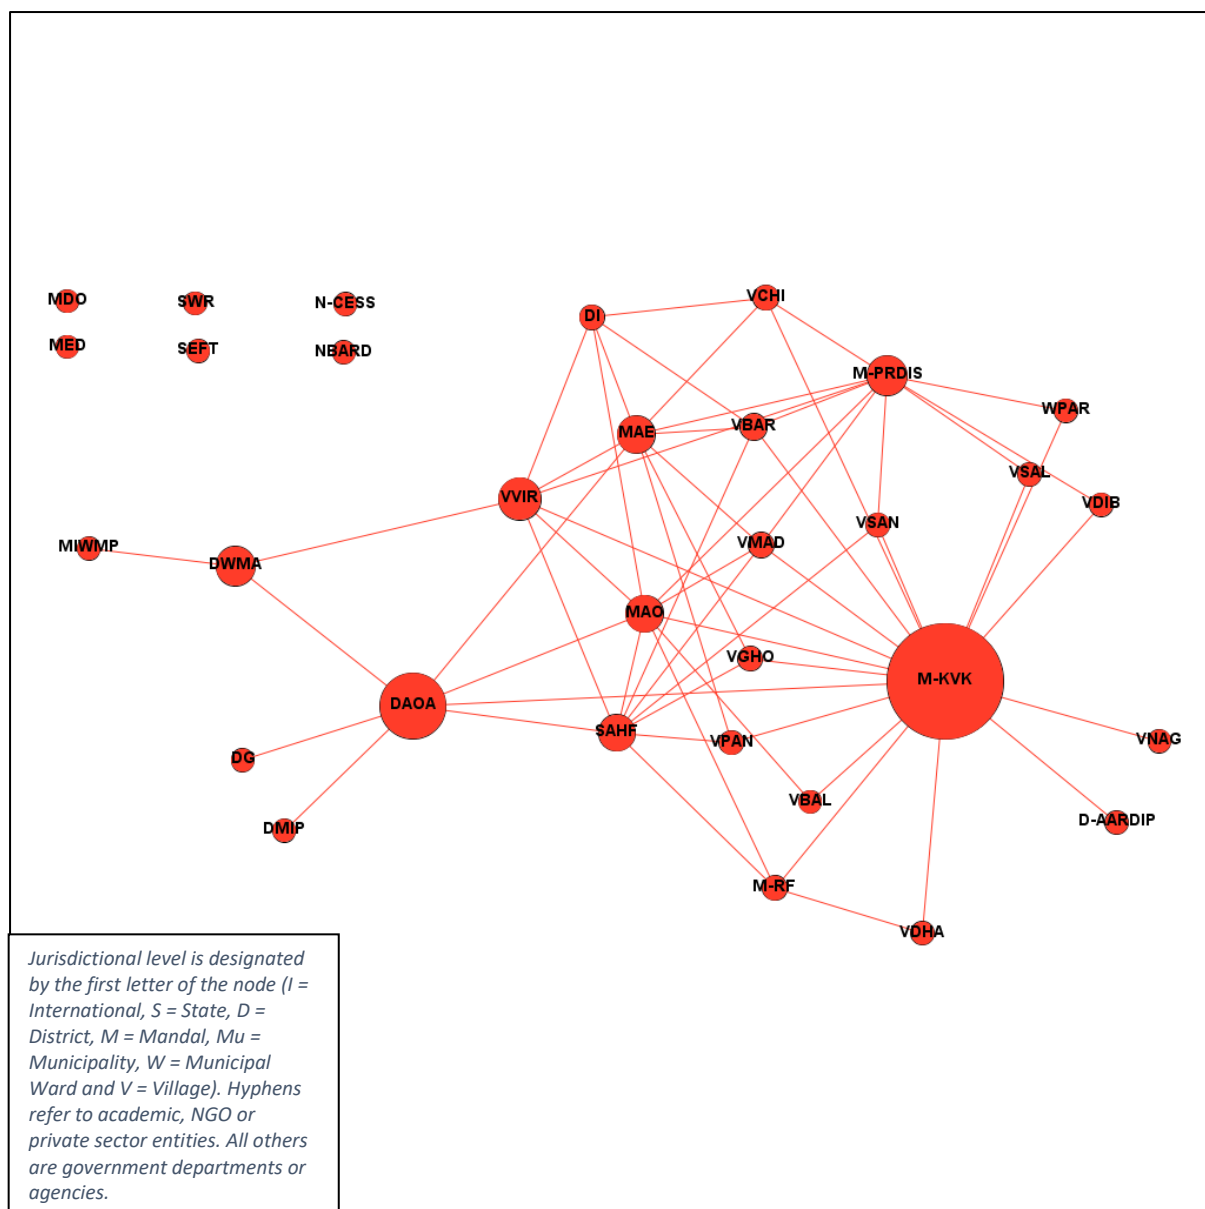 VCHI
MDO
SWR
N-CESS
DI
MED
SEFT
NBARD
M-PRDIS
WPAR
MAE
VBAR
VSAL
VVIR
VDIB
VSAN
MIWMP
VMAD
DWMA
MAO
VGHO
M-KVK
DAOA
SAHF
VPAN
VNAG
DG
VBAL
D-AARDIP
DMIP
M-RF
VDHA
Jurisdictional level is designated
by the first letter of the node (I =
International, S = State, D =
District, M = Mandal, Mu =
Municipality, W = Municipal
Ward and V = Village). Hyphens
refer to academic, NGO or
private sector entities. All others
are government departments or
agencies.